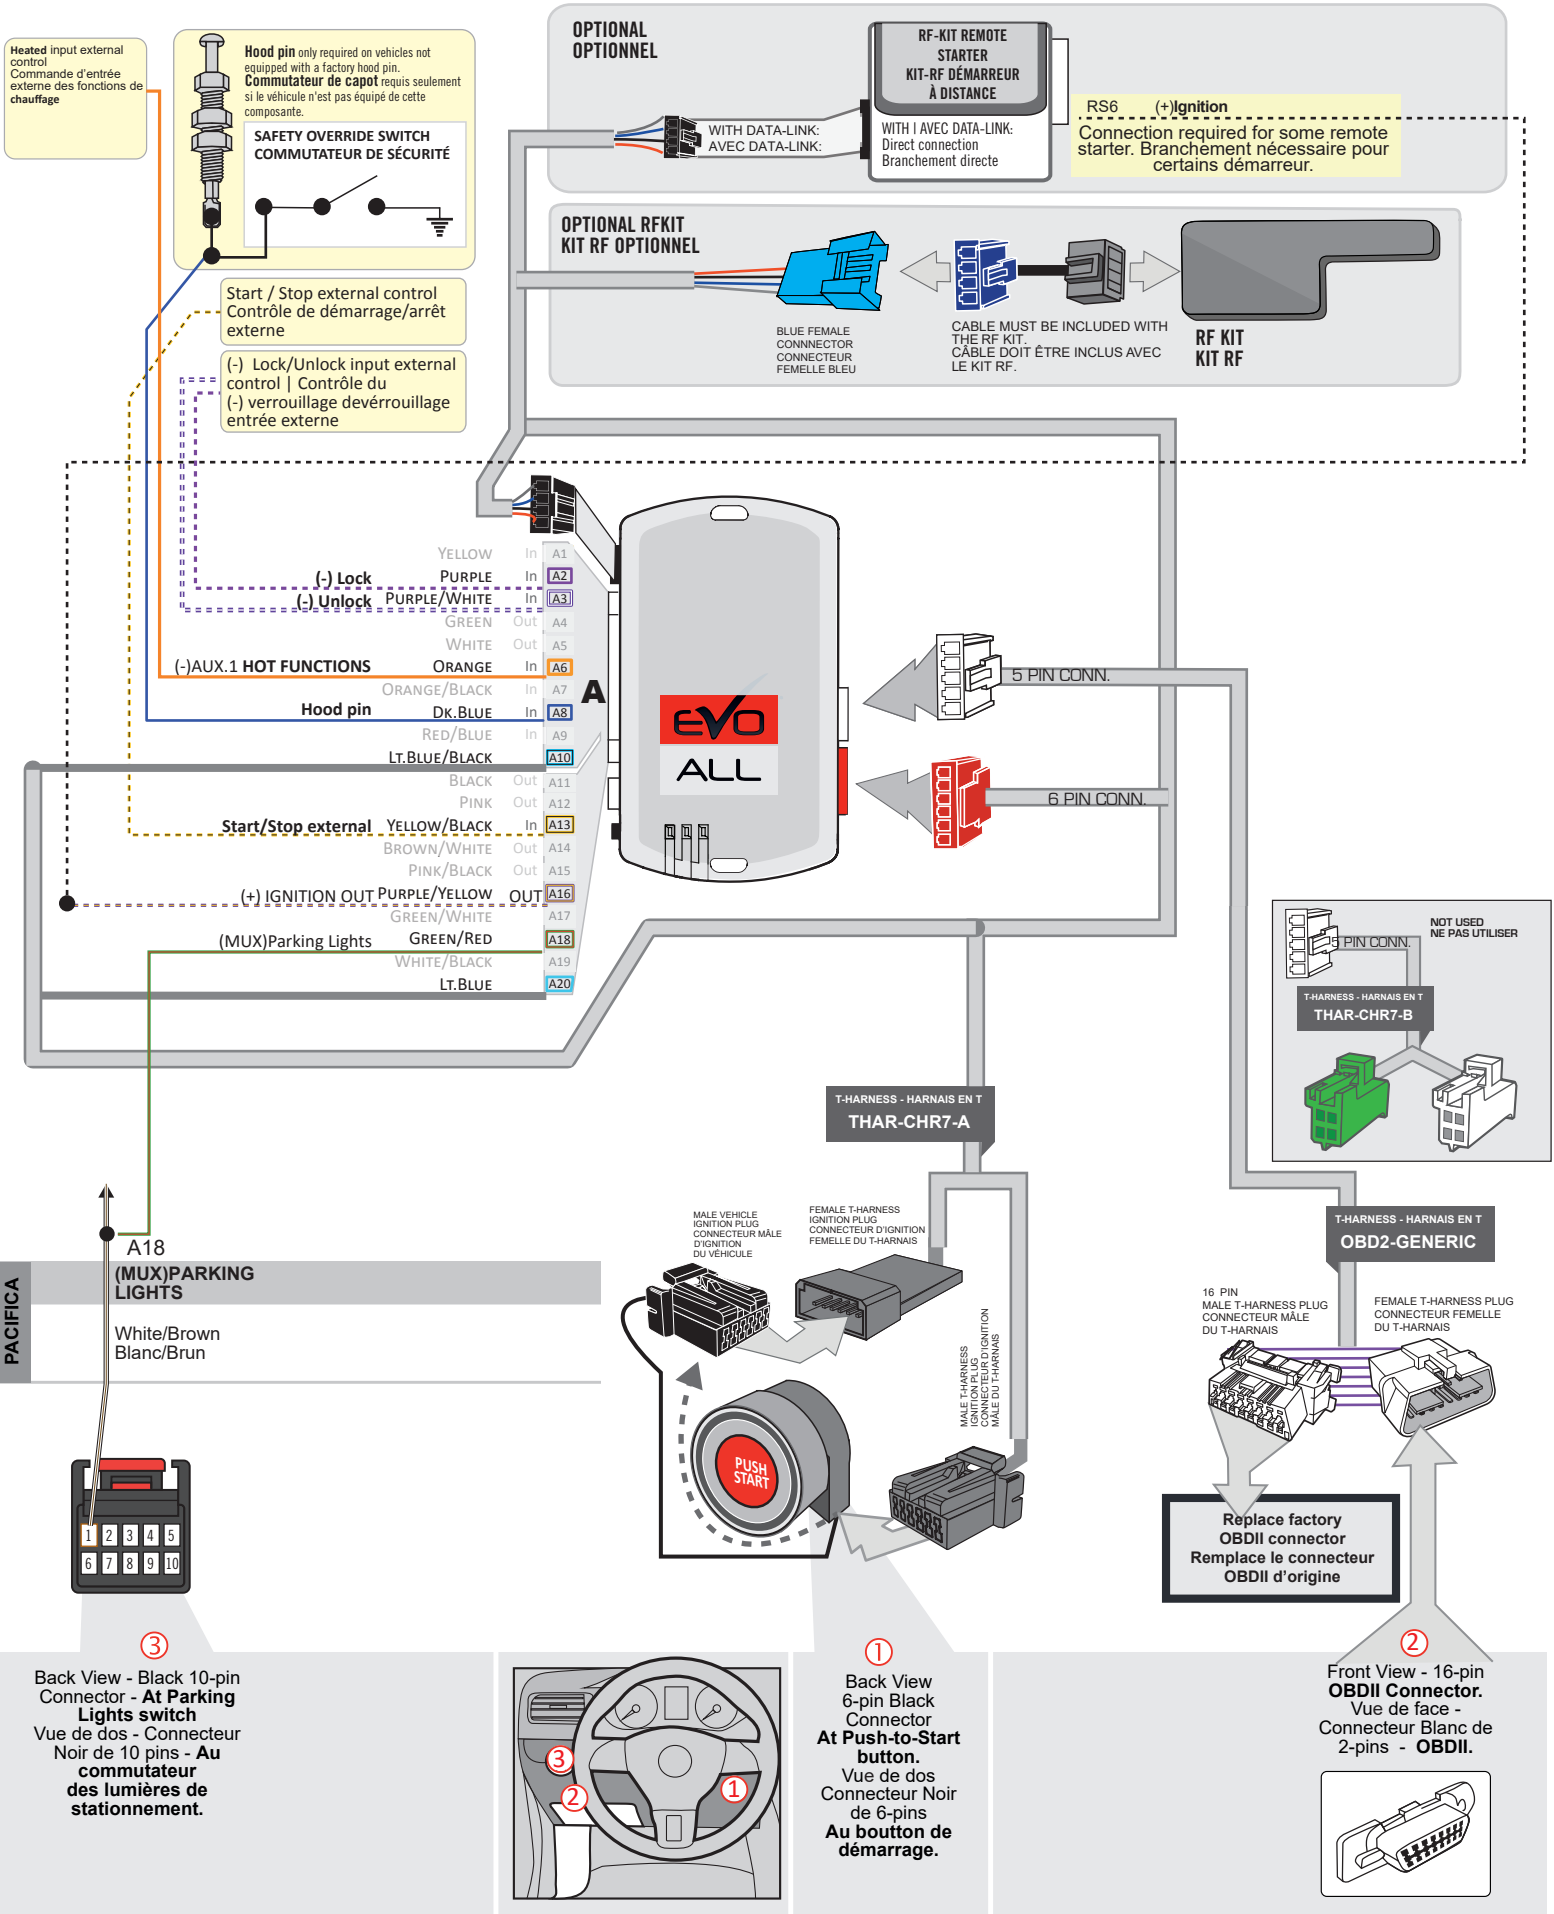 Heated input external
control
Commande d'entrée
externe des fonctions de
chauffage
Hood pin only required on vehicles not
equipped with a factory hood pin.
Commutateur de capot requis seulement
si le véhicule n'est pas équipé de cette
composante.
SAFETY OVERRIDE SWITCH
COMMUTATEUR DE SÉCURITÉ
Start / Stop external control
Contrôle de démarrage/arrêt
externe
(-) Lock/Unlock input external
control | Contrôle du
(-) verrouillage devérrouillage
entrée externe
OPTIONAL
OPTIONNEL
RF-KIT REMOTE
STARTER
KIT-RF DÉMARREUR
À DISTANCE
WITH DATA-LINK:
AVEC DATA-LINK:
WITH | AVEC DATA-LINK:
Direct connection
Branchement directe
RS6 (+)Ignition
Connection required for some remote
starter. Branchement nécessaire pour
certains démarreur.
OPTIONAL RFKIT
KIT RF OPTIONNEL
BLUE FEMALE
CONNNECTOR
CONNECTEUR
FEMELLE BLEU
CABLE MUST BE INCLUDED WITH
THE RF KIT.
CÂBLE DOIT ÊTRE INCLUS AVEC
LE KIT RF.
RF KIT
KIT RF
YELLOW In A1
(-) Lock PURPLE In A2
(-) Unlock PURPLE/WHITE In A3
GREEN Out A4
WHITE Out A5
(-)AUX.1 HOT FUNCTIONS ORANGE In A6
ORANGE/BLACK In A7
Hood pin DK.BLUE In A8
RED/BLUE In A9
LT.BLUE/BLACK A10
BLACK Out A11
PINK Out A12
Start/Stop external YELLOW/BLACK In A13
BROWN/WHITE Out A14
PINK/BLACK Out A15
(+) IGNITION OUT PURPLE/YELLOW OUT A16
GREEN/WHITE A17
(MUX)Parking Lights GREEN/RED A18
WHITE/BLACK A19
LT.BLUE A20
A
EVO
ALL
5 PIN CONN.
6 PIN CONN.
NOT USED
NE PAS UTILISER
5 PIN CONN.
T-HARNESS - HARNAIS EN T
THAR-CHR7-B
T-HARNESS - HARNAIS EN T
THAR-CHR7-A
T-HARNESS - HARNAIS EN T
OBD2-GENERIC
MALE VEHICLE
IGNITION PLUG
CONNECTEUR MÂLE
D'IGNITION
DU VÉHICULE
FEMALE T-HARNESS
IGNITION PLUG
CONNECTEUR D'IGNITION
FEMELLE DU T-HARNAIS
MALE T-HARNESS
IGNITION PLUG
CONNECTEUR D'IGNITION
MÂLE DU T-HARNAIS
16 PIN
MALE T-HARNESS PLUG
CONNECTEUR MÂLE
DU T-HARNAIS
FEMALE T-HARNESS PLUG
CONNECTEUR FEMELLE
DU T-HARNAIS
PUSH
START
Replace factory
OBDII connector
Remplace le connecteur
OBDII d'origine
A18
PACIFICA
(MUX)PARKING
LIGHTS
White/Brown
Blanc/Brun
1 2 3 4 5
6 7 8 9 10
3
Back View - Black 10-pin
Connector - At Parking
Lights switch
Vue de dos - Connecteur
Noir de 10 pins - Au
commutateur
des lumières de
stationnement.
3
2
1
1
Back View
6-pin Black
Connector
At Push-to-Start
button.
Vue de dos
Connecteur Noir
de 6-pins
Au boutton de
démarrage.
2
Front View - 16-pin
OBDII Connector.
Vue de face -
Connecteur Blanc de
2-pins - OBDII.